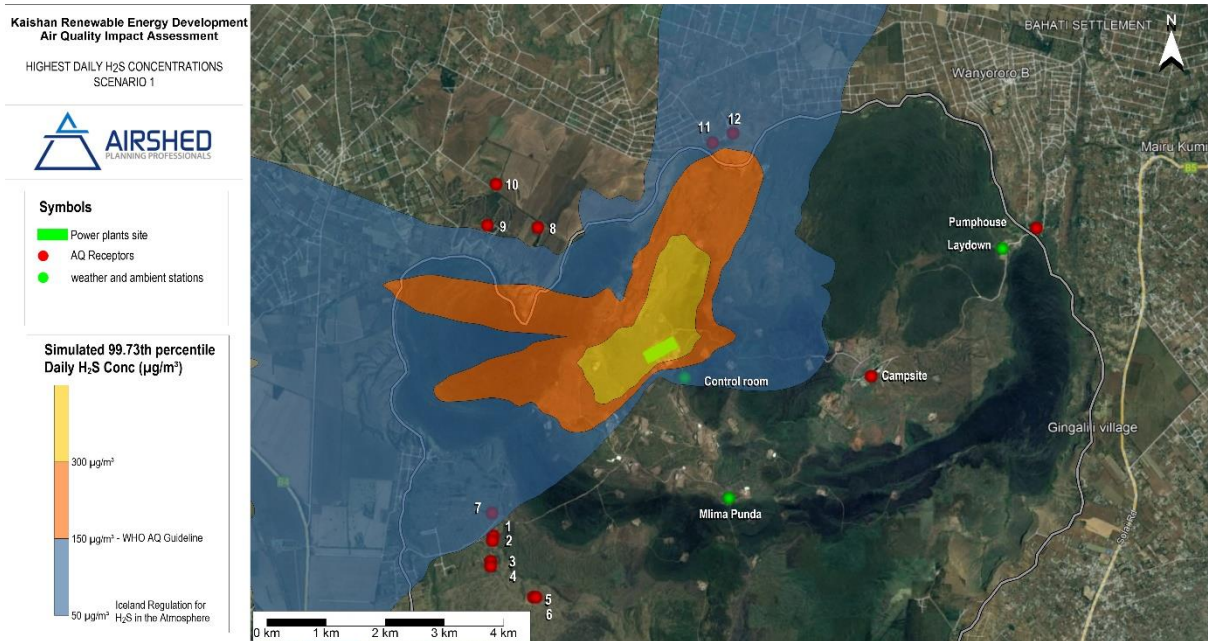 Kaishan Renewable Energy Development
Air Quality Impact Assessment
HIGHEST DAILY H₂S CONCENTRATIONS
SCENARIO 1
AIRSHED
PLANNING PROFESSIONALS
Symbols
Power plants site
AQ Receptors
weather and ambient stations
Simulated 99.73th percentile
Daily H₂S Conc (µg/m³)
300 µg/m³
150 µg/m³ - WHO AQ Guideline
Iceland Regulation for
50 µg/m³ H₂S in the Atmosphere
BAHATI SETTLEMENT
N
Wanyororo B
11 12
Mairu Kumi
B5
10
9
8
Pumphouse
Laydown
Control room
Campsite
Gingalili village
B4
7
Mlima Punda
1
2
3
4
5
6
Solai Rd
0 km 1 km 2 km 3 km 4 km